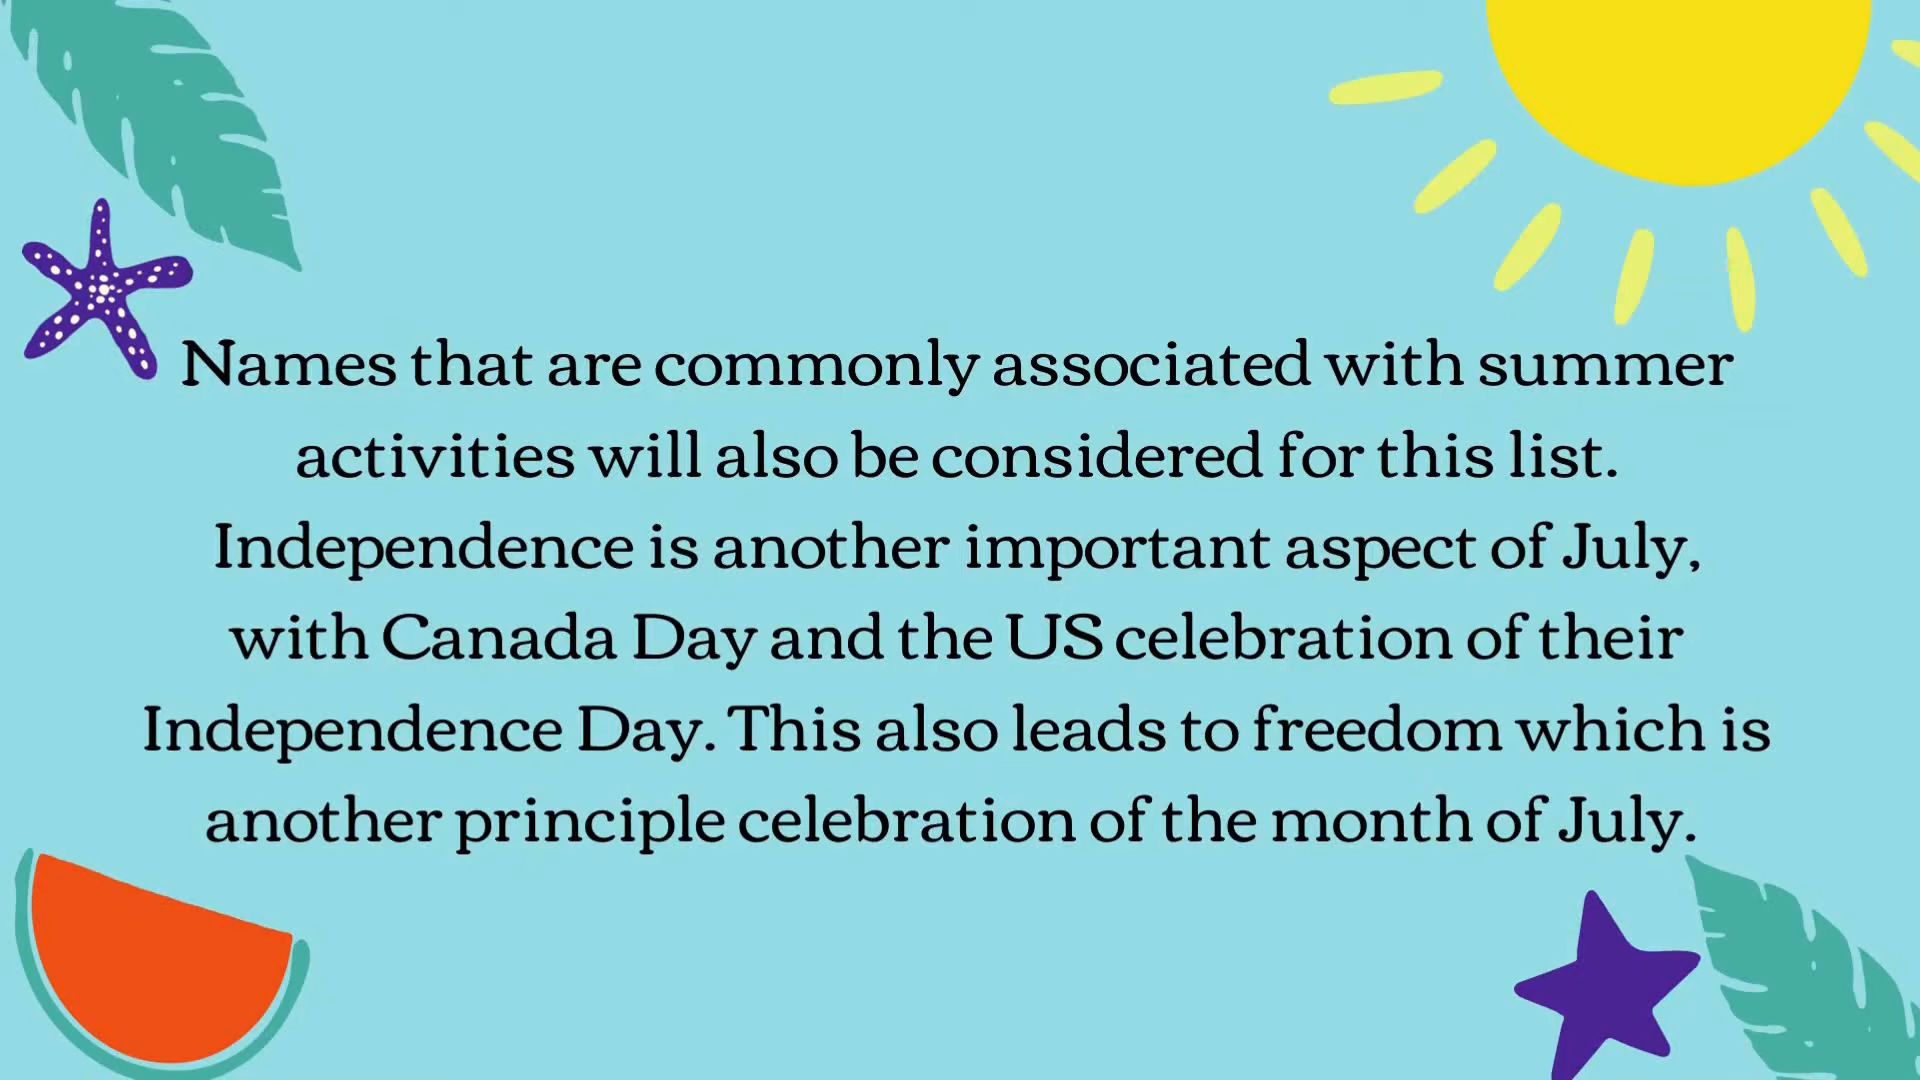 Names that are commonly associated with summer
activities will also be considered for this list.
Independence is another important aspect of July,
with Canada Day and the US celebration of their
Independence Day. This also leads to freedom which is
another principle celebration of the month of July.